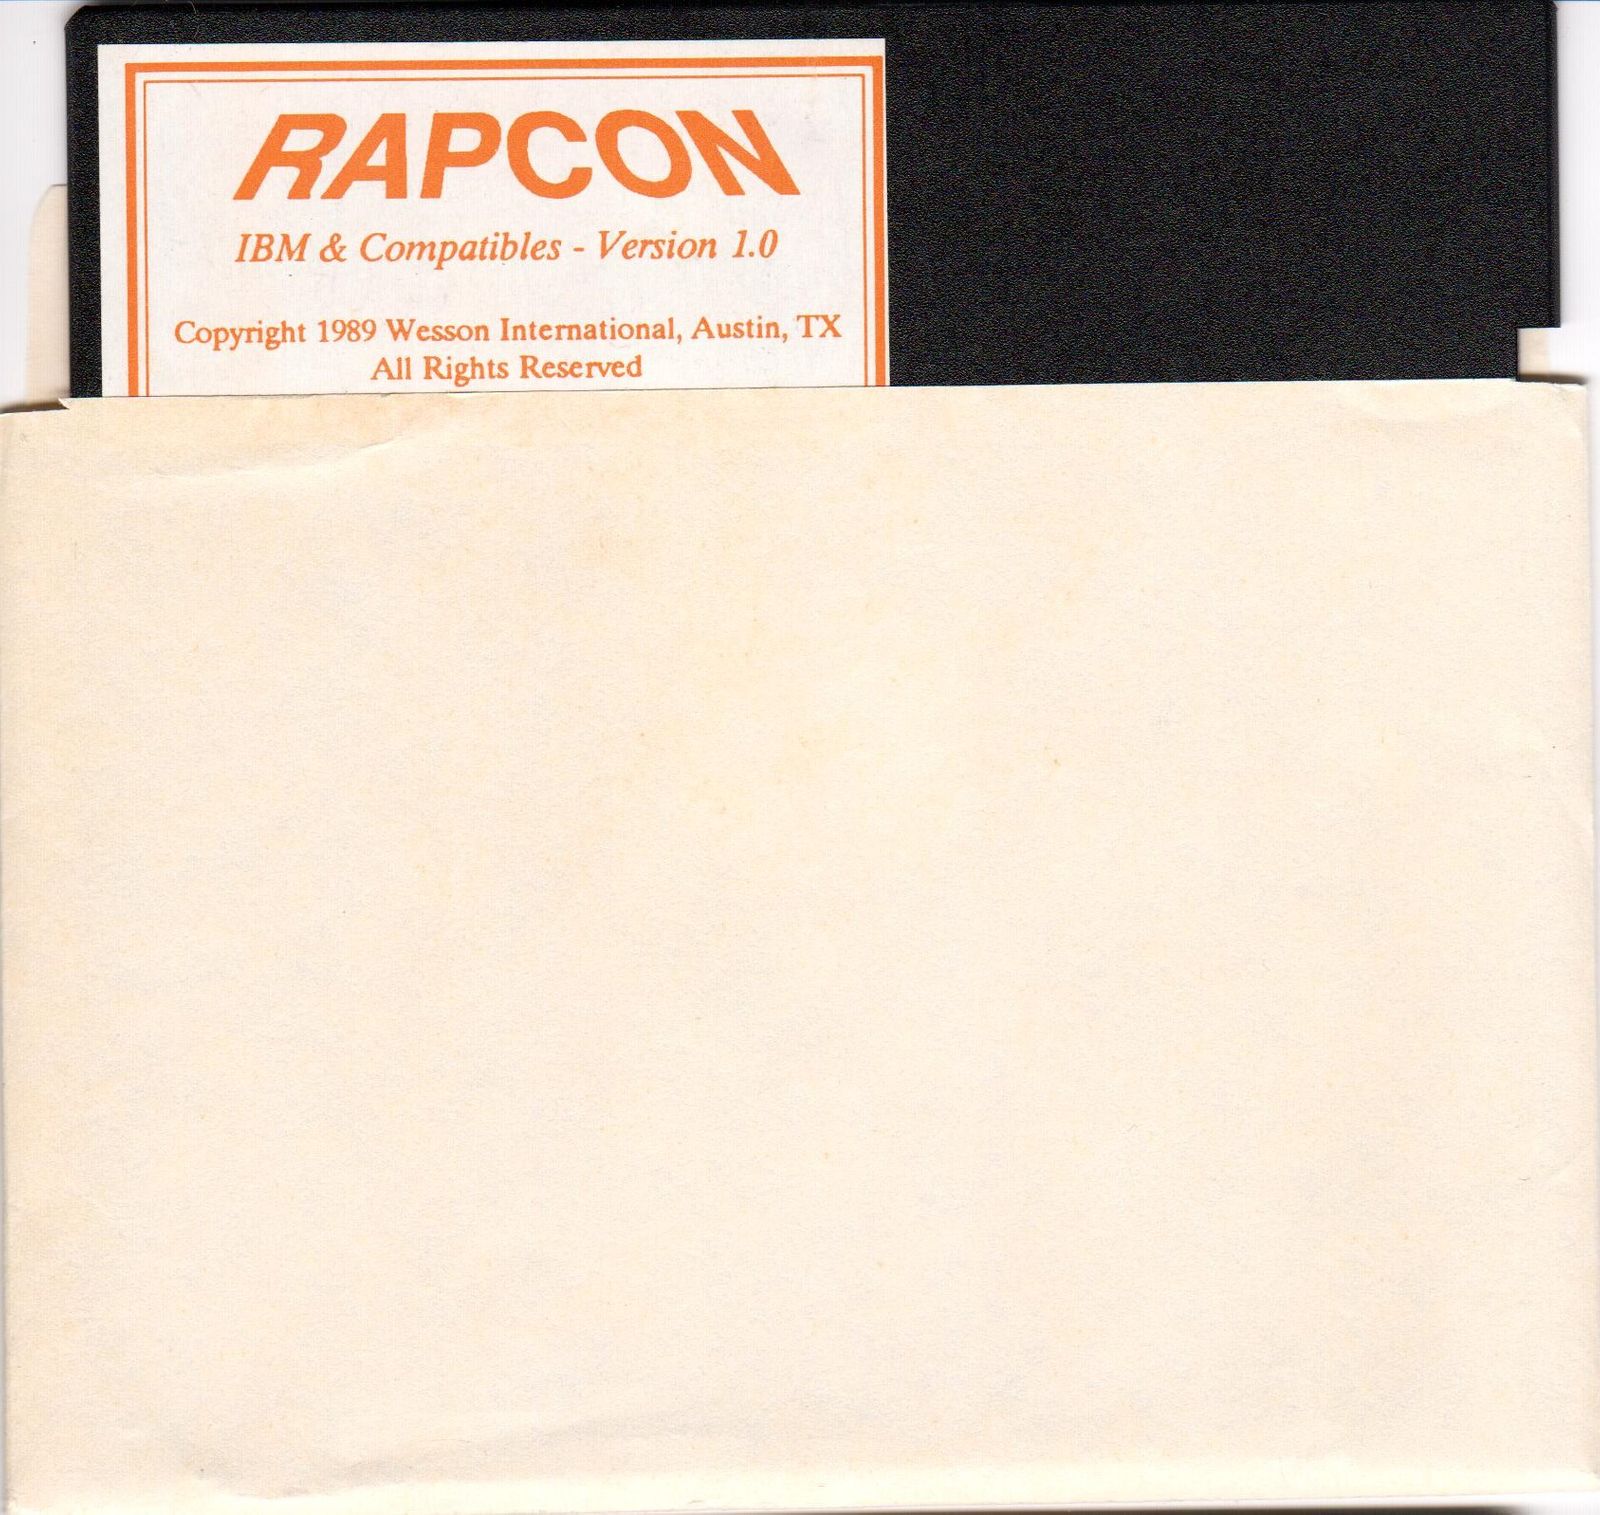 RAPCON
IBM & Compatibles - Version 1.0
Copyright 1989 Wesson International, Austin, TX
All Rights Reserved